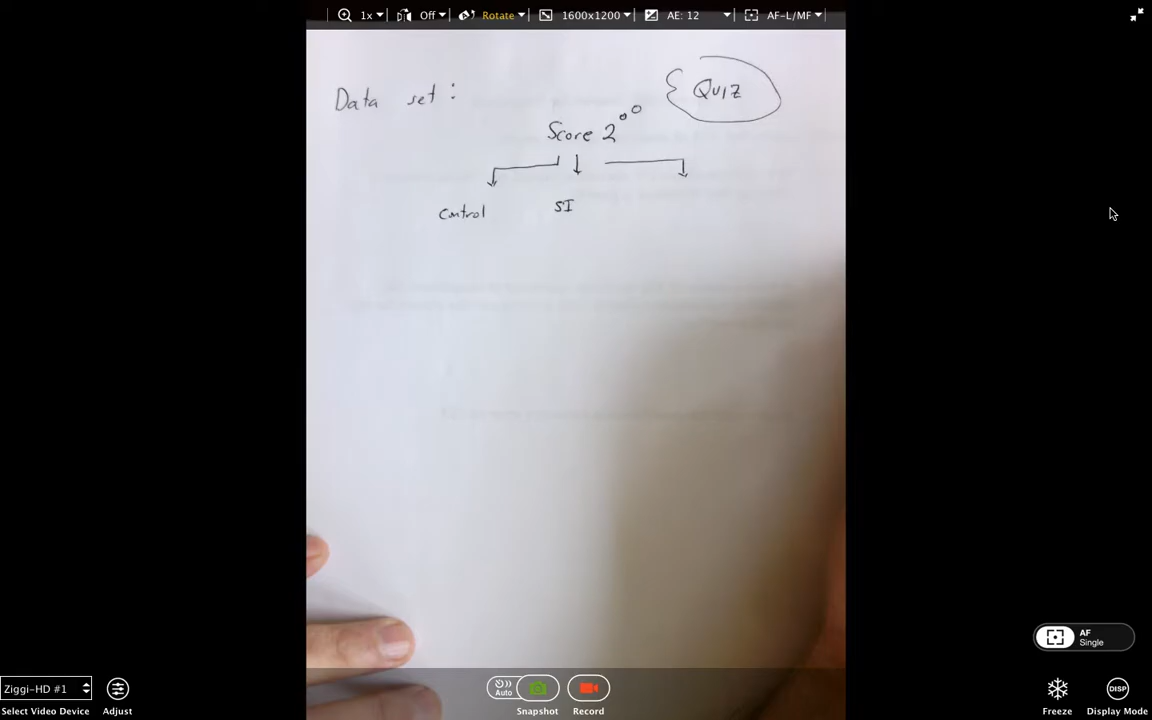 1x Off Rotate 1600x1200 AE: 12 AF-L/MF
Data set:
QUIZ
Score 2
control SI
AF
Single
Ziggi-HD #1
Auto
Select Video Device Adjust Snapshot Record Freeze Display Mode
DISP